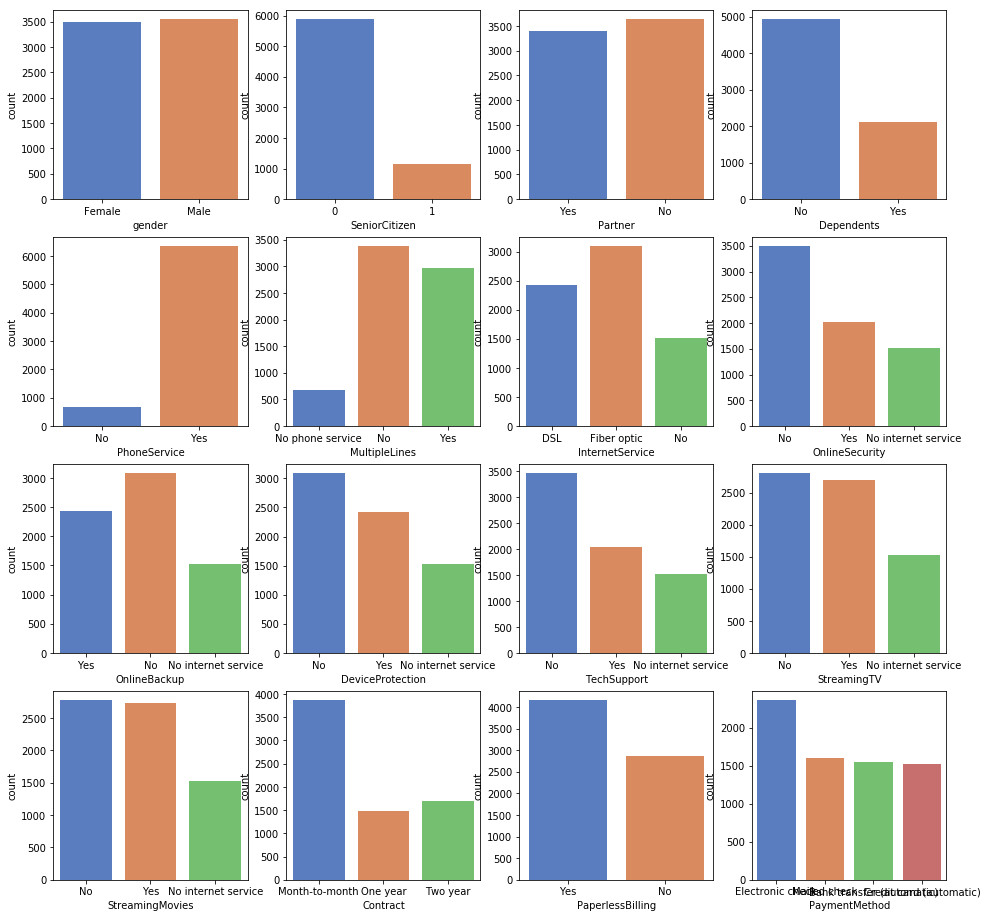 count
3500
3000
2500
2000
1500
1000
500
0
Female Male
gender
count
6000
5000
4000
3000
2000
1000
0
0 1
SeniorCitizen
count
3500
3000
2500
2000
1500
1000
500
0
Yes No
Partner
count
5000
4000
3000
2000
1000
0
No Yes
Dependents
count
6000
5000
4000
3000
2000
1000
0
No Yes
PhoneService
count
3500
3000
2500
2000
1500
1000
500
0
No phone service No Yes
MultipleLines
count
3000
2500
2000
1500
1000
500
0
DSL Fiber optic No
InternetService
count
3500
3000
2500
2000
1500
1000
500
0
No Yes No internet service
OnlineSecurity
count
3000
2500
2000
1500
1000
500
0
Yes No No internet service
OnlineBackup
count
3000
2500
2000
1500
1000
500
0
No Yes No internet service
DeviceProtection
count
3500
3000
2500
2000
1500
1000
500
0
No Yes No internet service
TechSupport
count
2500
2000
1500
1000
500
0
No Yes No internet service
StreamingTV
count
2500
2000
1500
1000
500
0
No Yes No internet service
StreamingMovies
count
4000
3500
3000
2500
2000
1500
1000
500
0
Month-to-month One year Two year
Contract
count
4000
3500
3000
2500
2000
1500
1000
500
0
Yes No
PaperlessBilling
count
2000
1500
1000
500
0
Electronic check Mailed check Bank transfer (automatic) Credit card (automatic)
PaymentMethod